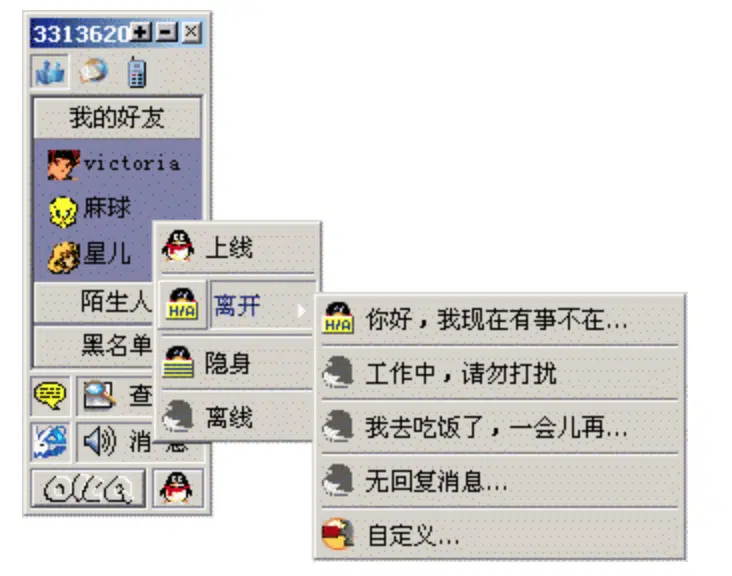 3313620
我的好友
victoria
麻球
星儿
陌生人
黑名单
查
消 息
上线
H/A 离开
隐身
离线
H/A 你好，我现在有事不在...
工作中，请勿打扰
我去吃饭了，一会儿再...
无回复消息...
自定义...